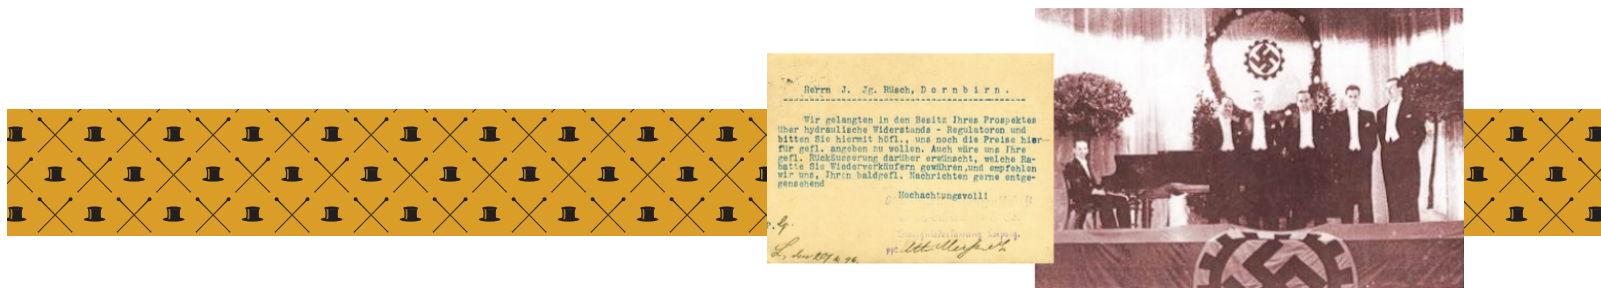 Herrn J. Jg. Rüsch, Dornbirn.
Wir gelangten in den Besitz Ihres Prospektes
über hydraulische Widerstands - Regulatoren und
bitten Sie hiermit höfl., uns noch die Preise hier-
für gefl. angeben zu wollen. Auch wäre uns Ihre
gefl. Rückäusserung darüber erwünscht, welche Ra-
batte Sie Wiederverkäufern gewähren,und empfehlen
wir uns, Ihren baldgefl. Nachrichten gerne entge-
gensehend
Hochachtungsvoll!